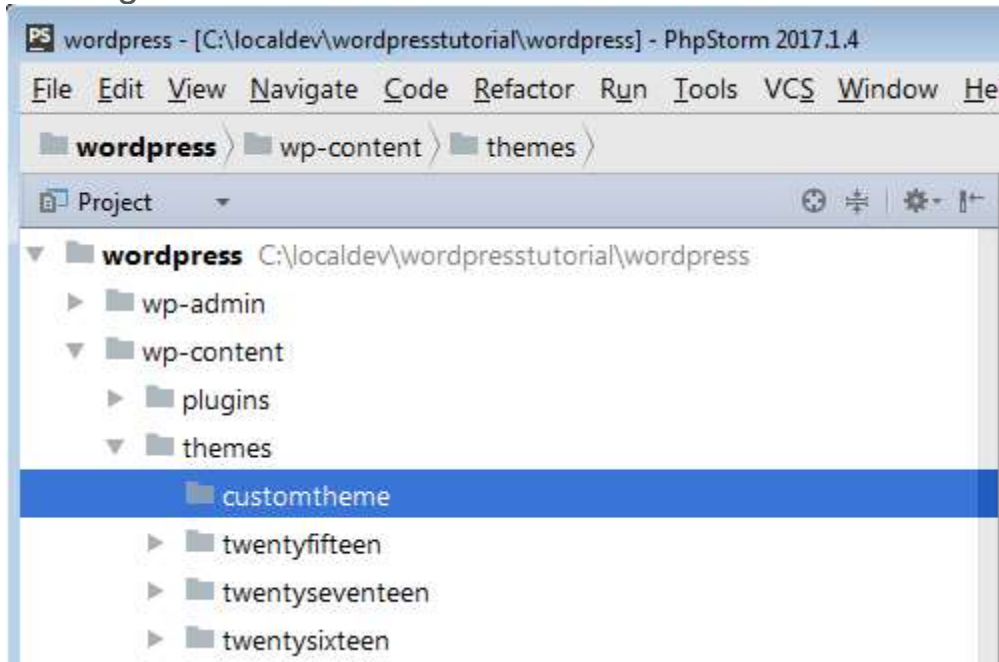 PS wordpress - [C:\localdev\wordpresstutorial\wordpress] - PhpStorm 2017.1.4
File Edit View Navigate Code Refactor Run Tools VCS Window He
wordpress wp-content themes
Project
wordpress C:\localdev\wordpresstutorial\wordpress
wp-admin
wp-content
plugins
themes
customtheme
twentyfifteen
twentyseventeen
twentysixteen